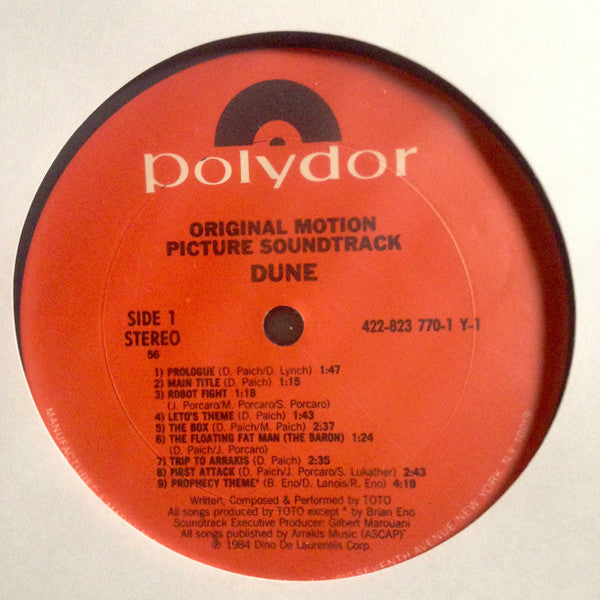 polydor
ORIGINAL MOTION
PICTURE SOUNDTRACK
DUNE
SIDE 1
STEREO
56
422-823 770-1 Y-1
1) PROLOGUE (D. Paich/D. Lynch) 1:47
2) MAIN TITLE (D. Paich) 1:15
3) ROBOT FIGHT 1:18
(J. Porcaro/M. Porcaro/S. Porcaro)
4) LETO'S THEME (D. Paich) 1:43
5) THE BOX (D. Paich/M. Paich) 2:37
6) THE FLOATING FAT MAN (THE BARON) 1:24
(D. Paich/J. Porcaro)
7) TRIP TO ARRAKIS (D. Paich) 2:35
8) FIRST ATTACK (D. Paich/J. Porcaro/S. Lukather) 2:43
9) PROPHECY THEME* (B. Eno/D. Lanois/R. Eno) 4:19
Written, Composed & Performed by TOTO
All songs produced by TOTO except * by Brian Eno
Soundtrack Executive Producer: Gilbert Marouani
All songs published by Arrakis Music (ASCAP)
℗ 1984 Dino De Laurentiis Corp.
SEVENTH AVENUE NEW YORK, N.Y.